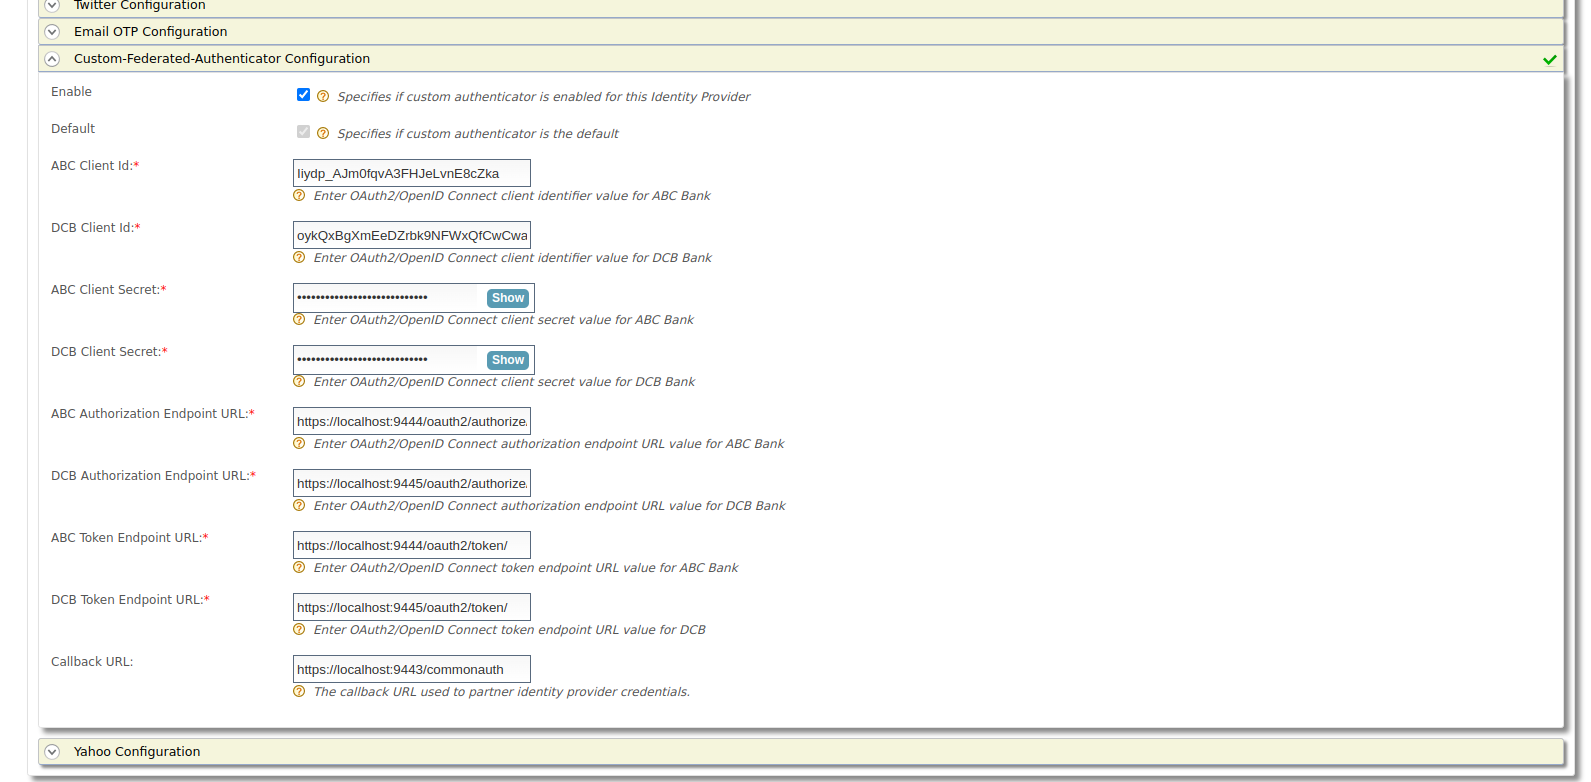 Twitter Configuration
Email OTP Configuration
Custom-Federated-Authenticator Configuration
Enable
Specifies if custom authenticator is enabled for this Identity Provider
Default
Specifies if custom authenticator is the default
ABC Client Id:*
Iiydp_AJm0fqvA3FHJeLvnE8cZka
Enter OAuth2/OpenID Connect client identifier value for ABC Bank
DCB Client Id:*
oykQxBgXmEeDZrbk9NFWxQfCwCwa
Enter OAuth2/OpenID Connect client identifier value for DCB Bank
ABC Client Secret:*
•••••••••••••••••••••••••••• Show
Enter OAuth2/OpenID Connect client secret value for ABC Bank
DCB Client Secret:*
•••••••••••••••••••••••••••• Show
Enter OAuth2/OpenID Connect client secret value for DCB Bank
ABC Authorization Endpoint URL:*
https://localhost:9444/oauth2/authorize/
Enter OAuth2/OpenID Connect authorization endpoint URL value for ABC Bank
DCB Authorization Endpoint URL:*
https://localhost:9445/oauth2/authorize/
Enter OAuth2/OpenID Connect authorization endpoint URL value for DCB Bank
ABC Token Endpoint URL:*
https://localhost:9444/oauth2/token/
Enter OAuth2/OpenID Connect token endpoint URL value for ABC Bank
DCB Token Endpoint URL:*
https://localhost:9445/oauth2/token/
Enter OAuth2/OpenID Connect token endpoint URL value for DCB
Callback URL:
https://localhost:9443/commonauth
The callback URL used to partner identity provider credentials.
Yahoo Configuration